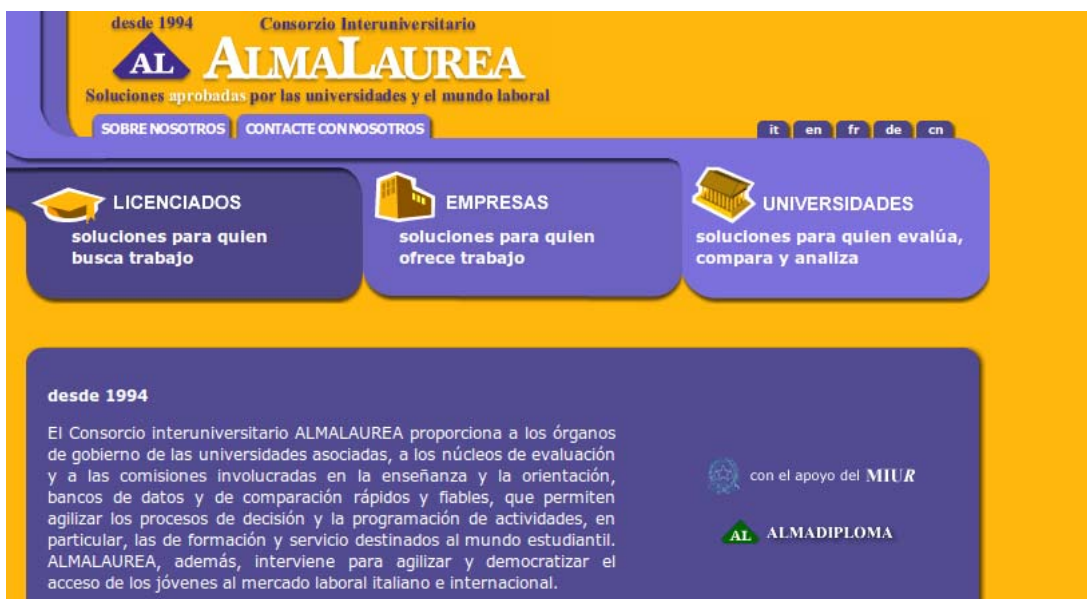 desde 1994 Consorzio Interuniversitario
AL ALMALAUREA
Soluciones aprobadas por las universidades y el mundo laboral
SOBRE NOSOTROS CONTACTE CON NOSOTROS it en fr de cn
LICENCIADOS
soluciones para quien
busca trabajo
EMPRESAS
soluciones para quien
ofrece trabajo
UNIVERSIDADES
soluciones para quien evalúa,
compara y analiza
desde 1994
El Consorcio interuniversitario ALMALAUREA proporciona a los órganos
de gobierno de las universidades asociadas, a los núcleos de evaluación
y a las comisiones involucradas en la enseñanza y la orientación,
bancos de datos y de comparación rápidos y fiables, que permiten
agilizar los procesos de decisión y la programación de actividades, en
particular, las de formación y servicio destinados al mundo estudiantil.
ALMALAUREA, además, interviene para agilizar y democratizar el
acceso de los jóvenes al mercado laboral italiano e internacional.
con el apoyo del MIUR
AL ALMADIPLOMA